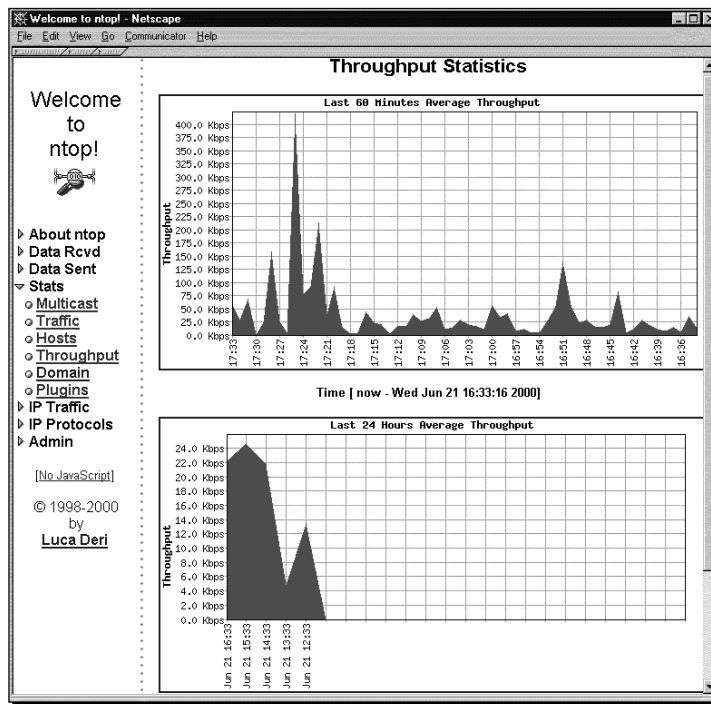 Welcome to ntop! - Netscape
File Edit View Go Communicator Help
Welcome
to
ntop!
About ntop
Data Rcvd
Data Sent
Stats
Multicast
Traffic
Hosts
Throughput
Domain
Plugins
IP Traffic
IP Protocols
Admin
[No JavaScript]
© 1998-2000
by
Luca Deri
Throughput Statistics
Last 60 Minutes Average Throughput
Throughput
400.0 Kbps
375.0 Kbps
350.0 Kbps
325.0 Kbps
300.0 Kbps
275.0 Kbps
250.0 Kbps
225.0 Kbps
200.0 Kbps
175.0 Kbps
150.0 Kbps
125.0 Kbps
100.0 Kbps
75.0 Kbps
50.0 Kbps
25.0 Kbps
0.0 Kbps
17:33
17:30
17:27
17:24
17:21
17:18
17:15
17:12
17:09
17:06
17:03
17:00
16:57
16:54
16:51
16:48
16:45
16:42
16:39
16:36
Time [ now - Wed Jun 21 16:33:16 2000]
Last 24 Hours Average Throughput
Throughput
24.0 Kbps
22.0 Kbps
20.0 Kbps
18.0 Kbps
16.0 Kbps
14.0 Kbps
12.0 Kbps
10.0 Kbps
8.0 Kbps
6.0 Kbps
4.0 Kbps
2.0 Kbps
0.0 Kbps
Jun 21 16:33
Jun 21 15:33
Jun 21 14:33
Jun 21 13:33
Jun 21 12:33